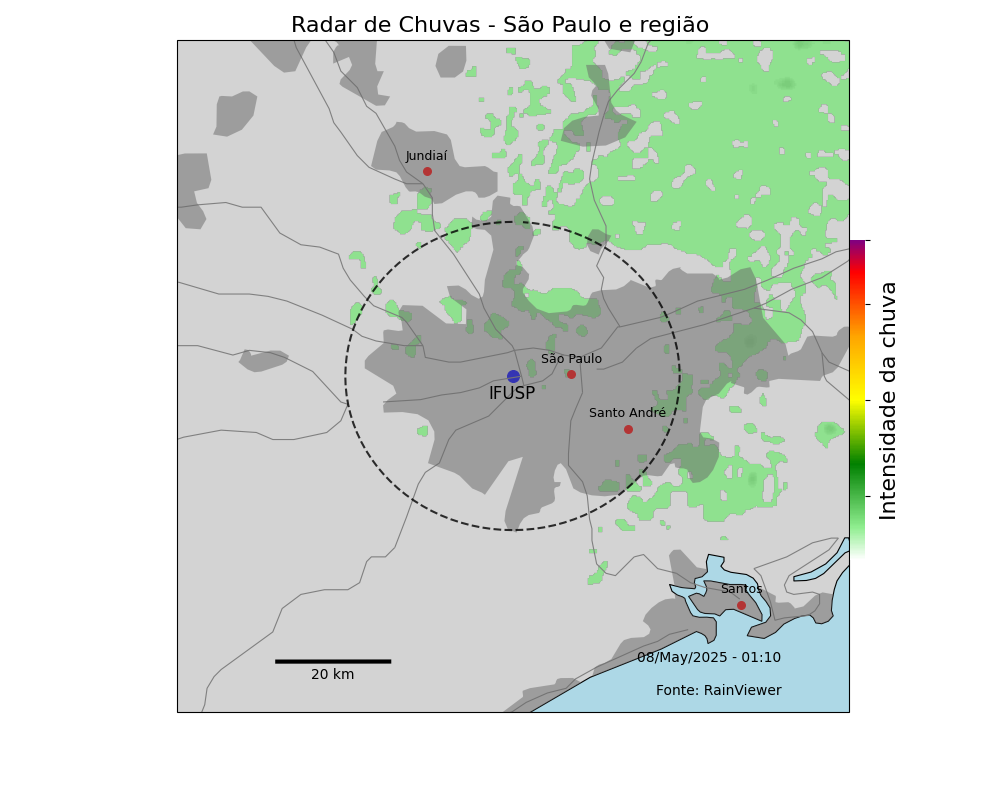 Radar de Chuvas - São Paulo e região
Jundiaí
São Paulo
IFUSP
Santo André
Santos
20 km
08/May/2025 - 01:10
Fonte: RainViewer
Intensidade da chuva